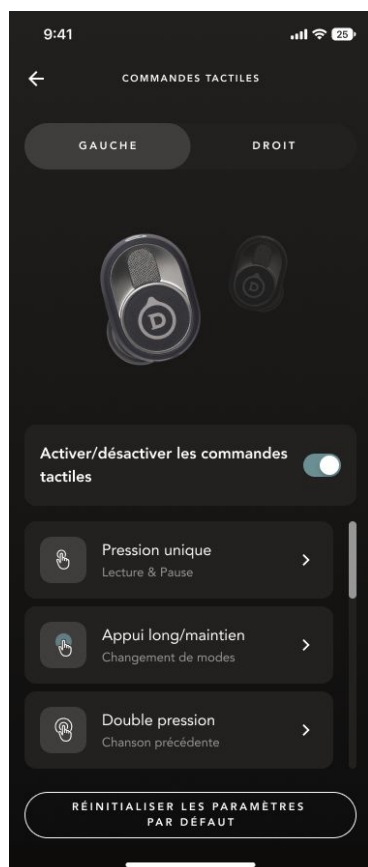 9:41
25
COMMANDES TACTILES
GAUCHE
DROIT
D
D
Activer/désactiver les commandes
tactiles
Pression unique
Lecture & Pause
Appui long/maintien
Changement de modes
Double pression
Chanson précédente
RÉINITIALISER LES PARAMÈTRES
PAR DÉFAUT